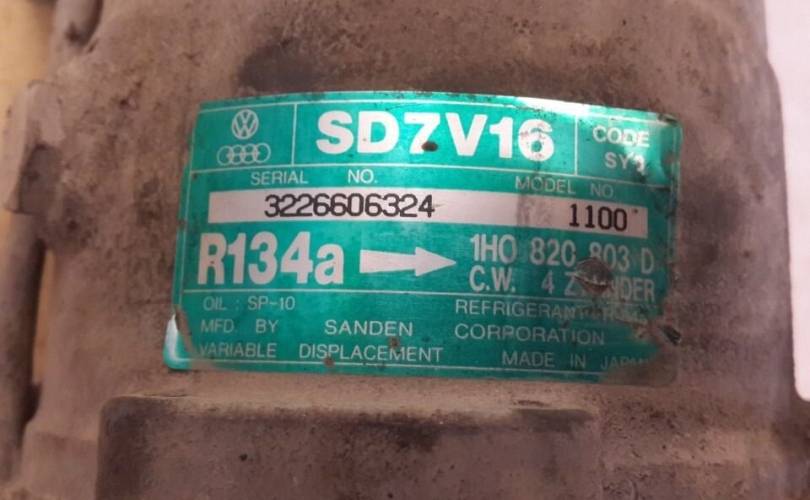 SD7V16
CODE
SERIAL NO.
MODEL NO.
3226606324
1100
R134a
1H0 820 803 D
C.W. 4
OIL : SP-10
MFD. BY SANDEN CORPORATION
VARIABLE DISPLACEMENT
MADE IN JAPAN